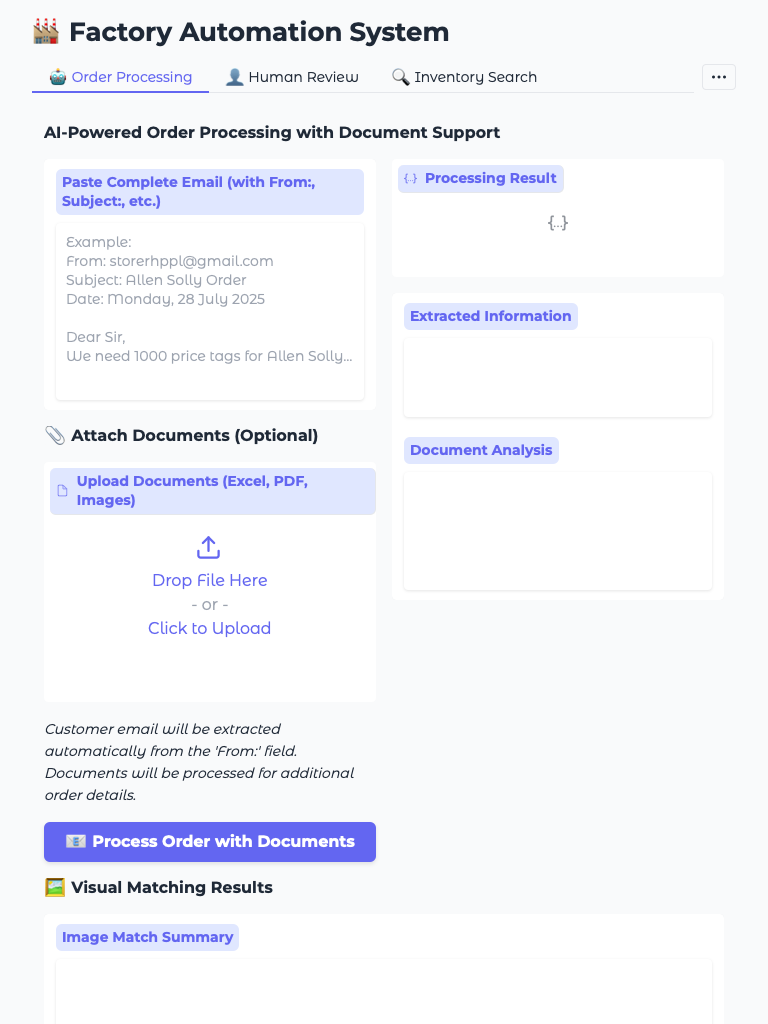 Factory Automation System
Order Processing
Human Review
Inventory Search
AI-Powered Order Processing with Document Support
Paste Complete Email (with From:,
Subject:, etc.)
Example:
From: storerhppl@gmail.com
Subject: Allen Solly Order
Date: Monday, 28 July 2025
Dear Sir,
We need 1000 price tags for Allen Solly...
Attach Documents (Optional)
Upload Documents (Excel, PDF,
Images)
Drop File Here
- or -
Click to Upload
Customer email will be extracted
automatically from the 'From:' field.
Documents will be processed for additional
order details.
Process Order with Documents
{..} Processing Result
{...}
Extracted Information
Document Analysis
Visual Matching Results
Image Match Summary